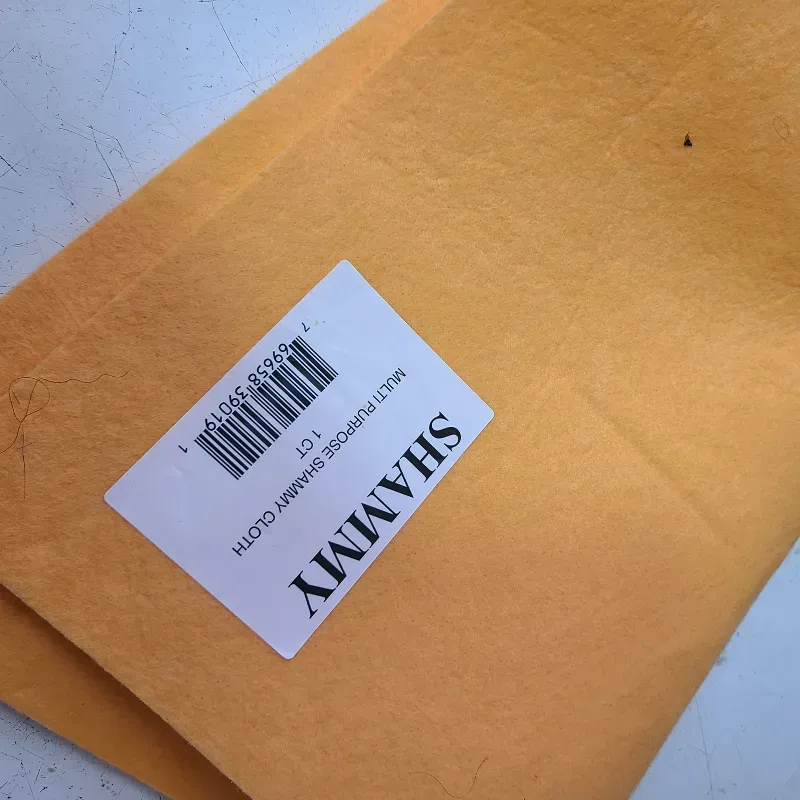 SHAMMY
MULTI PURPOSE SHAMMY CLOTH
1 CT
7 69658 39019 1